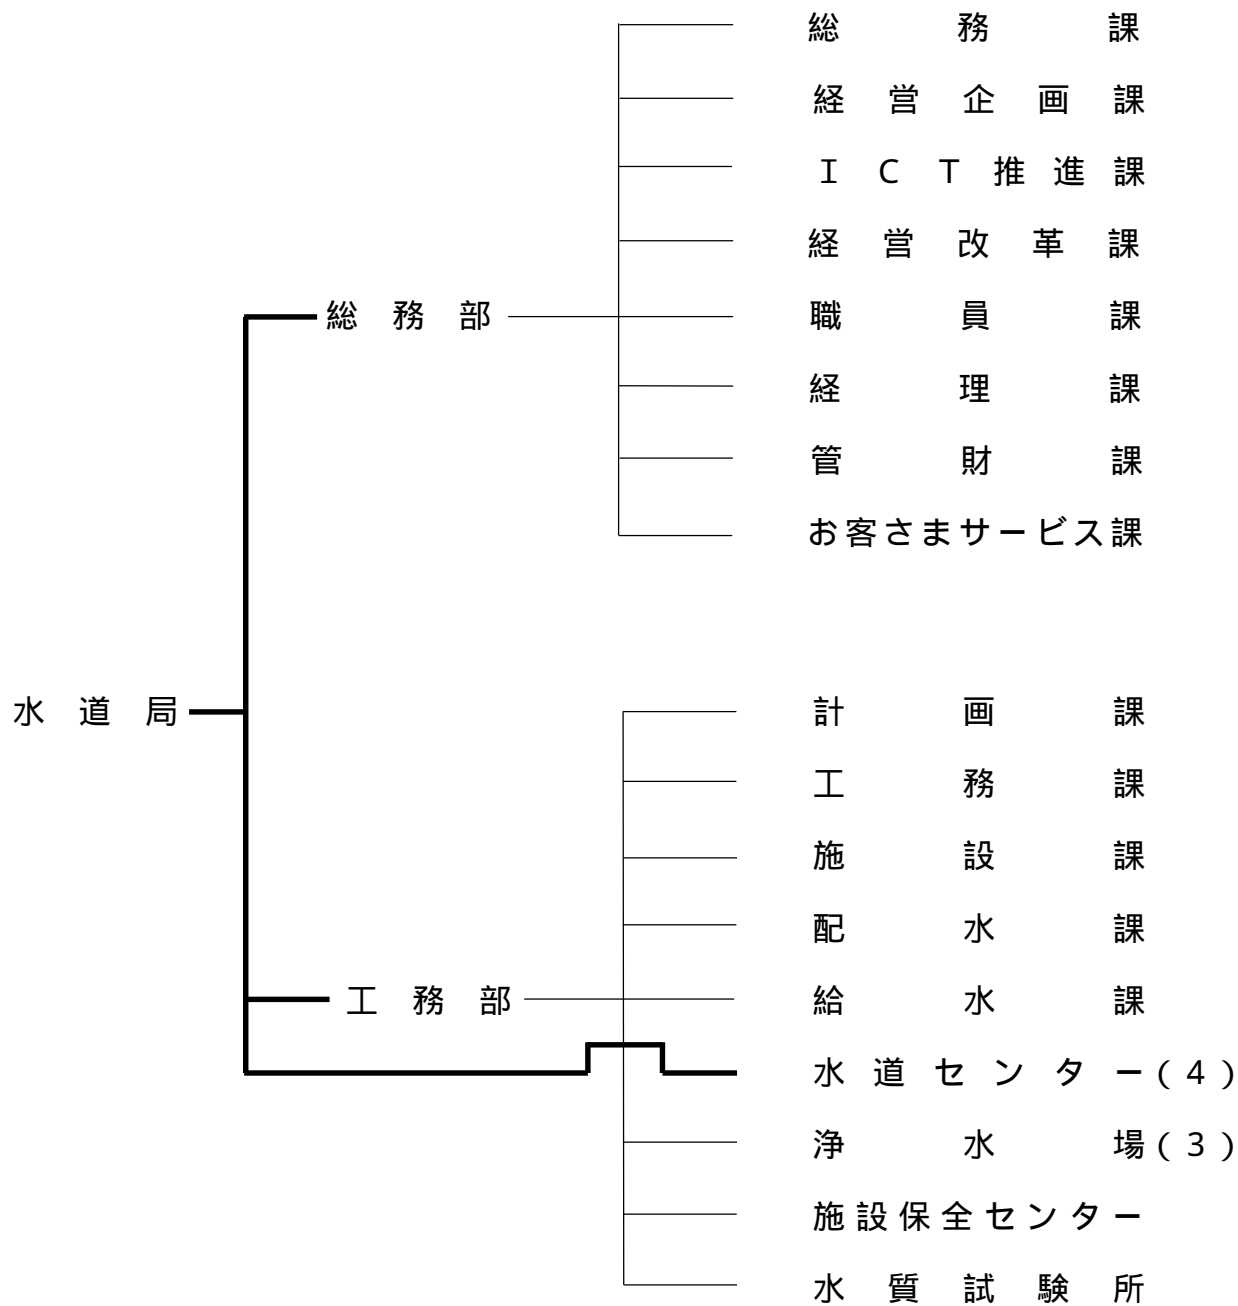 総務課
経営企画課
ＩＣＴ推進課
経営改革課
総務部
職員課
経理課
管財課
お客さまサービス課
水道局
計画課
工務課
施設課
配水課
工務部
給水課
水道センター(４)
浄水場(３)
施設保全センター
水質試験所